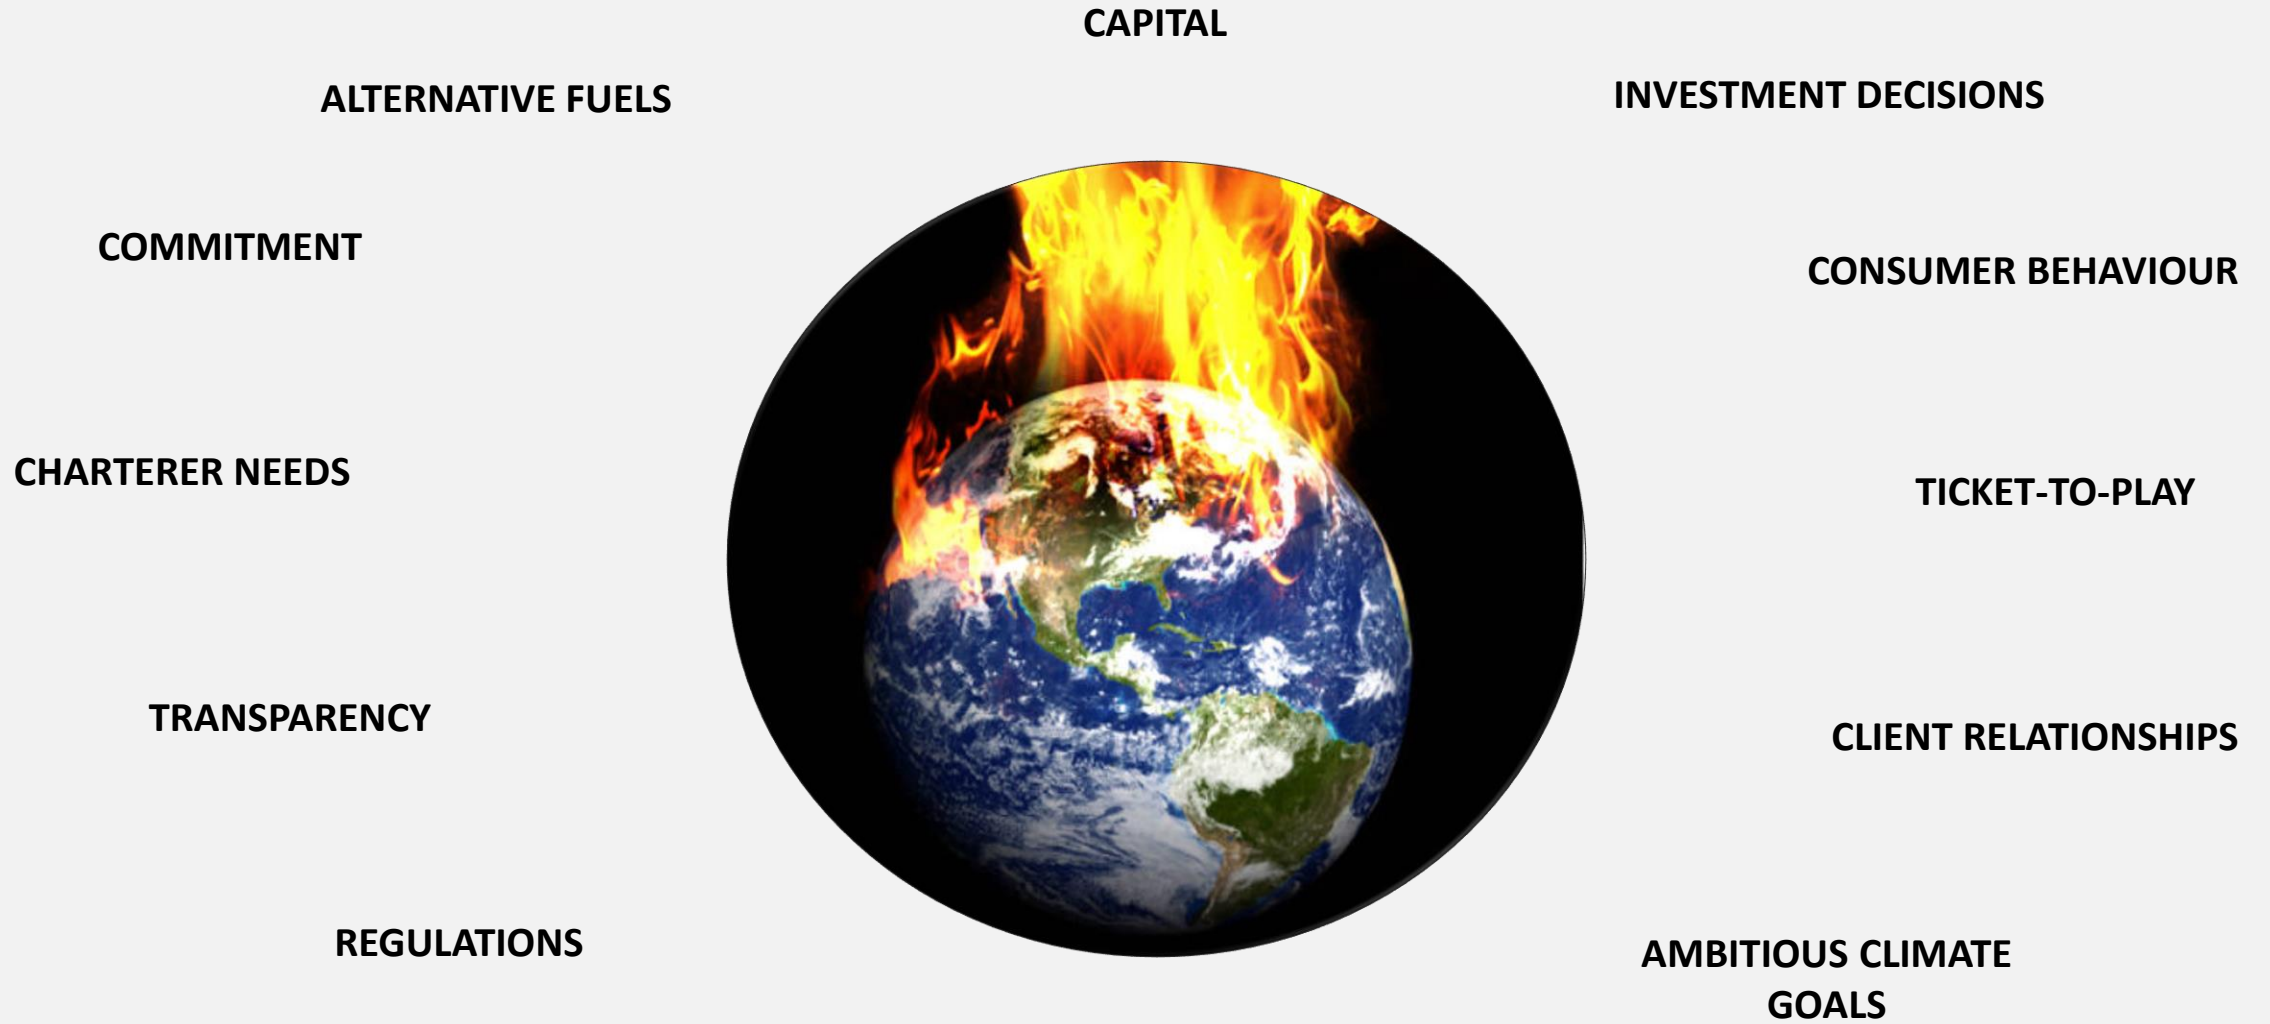 CAPITAL
ALTERNATIVE FUELS
INVESTMENT DECISIONS
COMMITMENT
CONSUMER BEHAVIOUR
CHARTERER NEEDS
TICKET-TO-PLAY
TRANSPARENCY
CLIENT RELATIONSHIPS
REGULATIONS
AMBITIOUS CLIMATE
GOALS